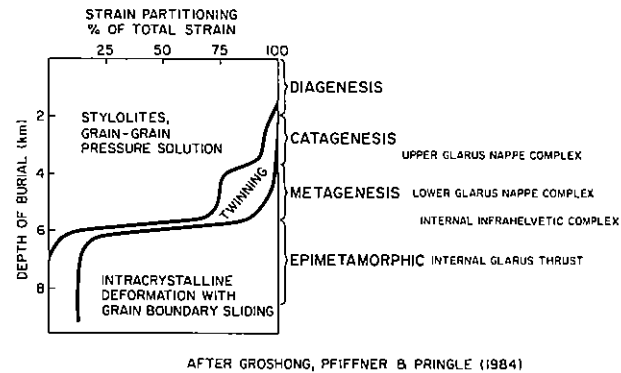 STRAIN PARTITIONING
% OF TOTAL STRAIN
25 50 75 100
DIAGENESIS
2
STYLOLITES,
GRAIN-GRAIN
PRESSURE SOLUTION
CATAGENESIS
UPPER GLARUS NAPPE COMPLEX
4
TWINNING
METAGENESIS LOWER GLARUS NAPPE COMPLEX
INTERNAL INFRAHELVETIC COMPLEX
6
EPIMETAMORPHIC INTERNAL GLARUS THRUST
INTRACRYSTALLINE
DEFORMATION WITH
GRAIN BOUNDARY SLIDING
8
DEPTH OF BURIAL (km)
AFTER GROSHONG, PFIFFNER & PRINGLE (1984)